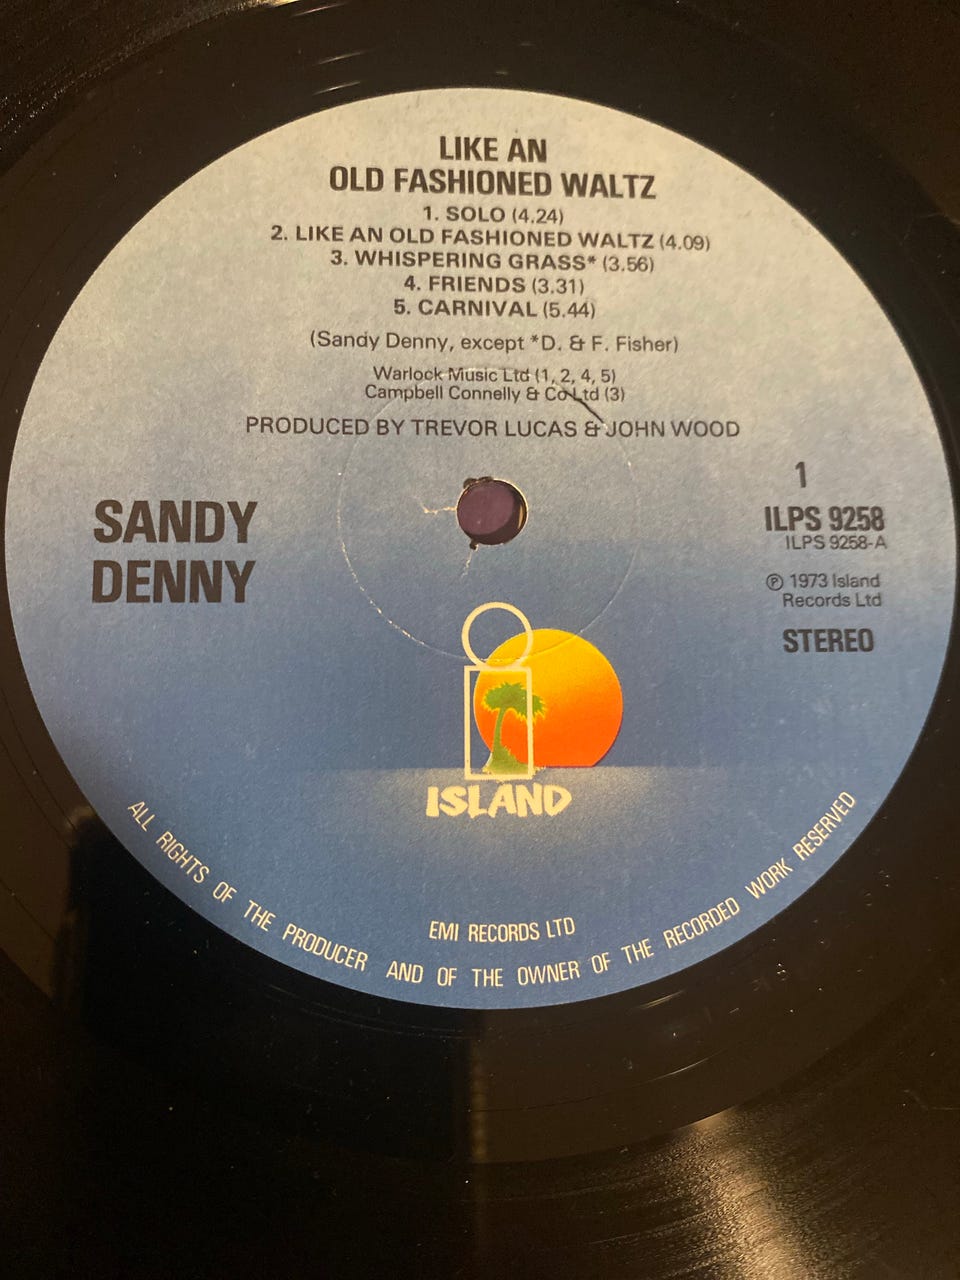 LIKE AN
OLD FASHIONED WALTZ
1. SOLO (4.24)
2. LIKE AN OLD FASHIONED WALTZ (4.09)
3. WHISPERING GRASS* (3.56)
4. FRIENDS (3.31)
5. CARNIVAL (5.44)
(Sandy Denny, except *D. & F. Fisher)
Warlock Music Ltd (1, 2, 4, 5)
Campbell Connelly & Co Ltd (3)
PRODUCED BY TREVOR LUCAS & JOHN WOOD
SANDY
DENNY
1
ILPS 9258
ILPS 9258-A
℗ 1973 Island
Records Ltd
STEREO
ISLAND
EMI RECORDS LTD
ALL RIGHTS OF THE PRODUCER AND OF THE OWNER OF THE RECORDED WORK RESERVED